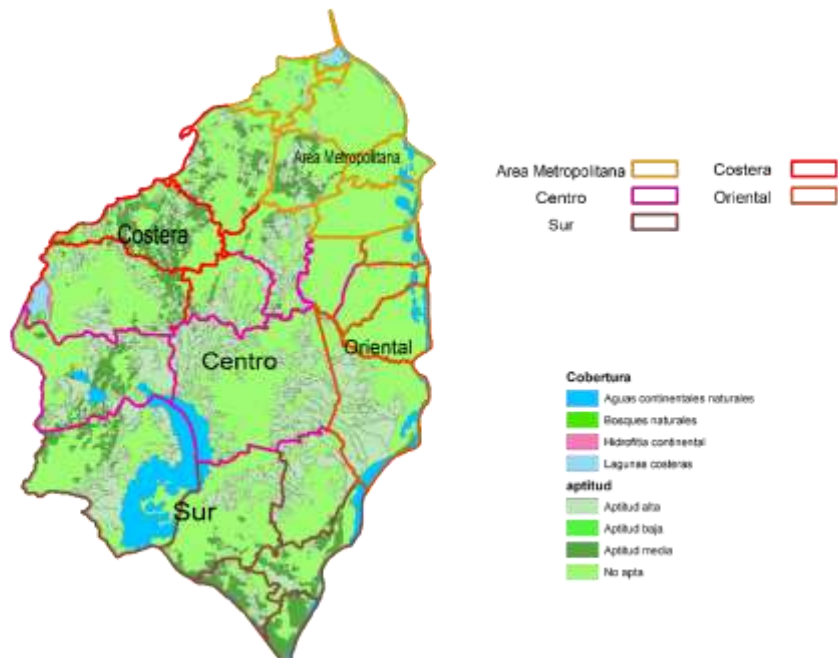 Area Metropolitana
Costera
Centro
Oriental
Sur
Area Metropolitana
Costera
Centro
Oriental
Sur
Cobertura
Aguas continentales naturales
Bosques naturales
Hidrofitia continental
Lagunas costeras
aptitud
Aptitud alta
Aptitud baja
Aptitud media
No apta